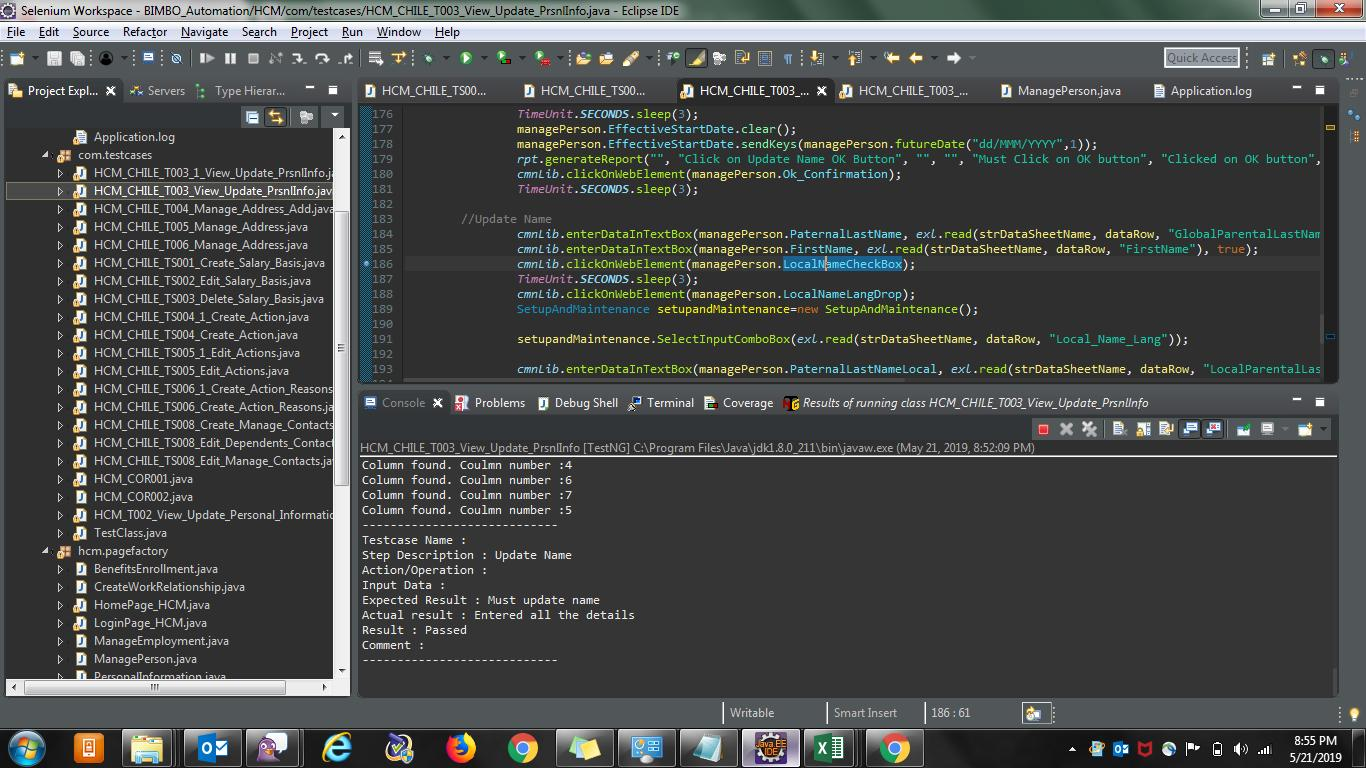 Selenium Workspace - BIMBO_Automation/HCM/com/testcases/HCM_CHILE_T003_View_Update_PrsnlInfo.java - Eclipse IDE
File Edit Source Refactor Navigate Search Project Run Window Help
Quick Access
Project Expl... Servers Type Hierar...
HCM_CHILE_TS00... HCM_CHILE_TS00... HCM_CHILE_T003_... HCM_CHILE_T003_... ManagePerson.java Application.log
Application.log
com.testcases
HCM_CHILE_T003_1_View_Update_PrsnlInfo.ja
HCM_CHILE_T003_View_Update_PrsnlInfo.java
HCM_CHILE_T004_Manage_Address_Add.java
HCM_CHILE_T005_Manage_Address.java
HCM_CHILE_T006_Manage_Address.java
HCM_CHILE_TS001_Create_Salary_Basis.java
HCM_CHILE_TS002_Edit_Salary_Basis.java
HCM_CHILE_TS003_Delete_Salary_Basis.java
HCM_CHILE_TS004_1_Create_Action.java
HCM_CHILE_TS004_Create_Action.java
HCM_CHILE_TS005_1_Edit_Actions.java
HCM_CHILE_TS005_Edit_Actions.java
HCM_CHILE_TS006_1_Create_Action_Reasons
HCM_CHILE_TS006_Create_Action_Reasons.ja
HCM_CHILE_TS008_Create_Manage_Contacts
HCM_CHILE_TS008_Edit_Dependents_Contact
HCM_CHILE_TS008_Edit_Manage_Contacts.ja
HCM_COR001.java
HCM_COR002.java
HCM_T002_View_Update_Personal_Informatic
TestClass.java
hcm.pagefactory
BenefitsEnrollment.java
CreateWorkRelationship.java
HomePage_HCM.java
LoginPage_HCM.java
ManageEmployment.java
ManagePerson.java
PersonalInformation.java
176 TimeUnit.SECONDS.sleep(3);
177 managePerson.EffectiveStartDate.clear();
178 managePerson.EffectiveStartDate.sendKeys(managePerson.futureDate("dd/MMM/YYYY",1));
179 rpt.generateReport("", "Click on Update Name OK Button", "", "", "Must Click on OK button", "Clicked on OK button",
180 cmnLib.clickOnWebElement(managePerson.Ok_Confirmation);
181 TimeUnit.SECONDS.sleep(3);
182
183 //Update Name
184 cmnLib.enterDataInTextBox(managePerson.PaternalLastName, exl.read(strDataSheetName, dataRow, "GlobalParentalLastNam
185 cmnLib.enterDataInTextBox(managePerson.FirstName, exl.read(strDataSheetName, dataRow, "FirstName"), true);
186 cmnLib.clickOnWebElement(managePerson.LocalNameCheckBox);
187 TimeUnit.SECONDS.sleep(3);
188 cmnLib.clickOnWebElement(managePerson.LocalNameLangDrop);
189 SetupAndMaintenance setupandMaintenance=new SetupAndMaintenance();
190
191 setupandMaintenance.SelectInputComboBox(exl.read(strDataSheetName, dataRow, "Local_Name_Lang"));
192
193 cmnLib.enterDataInTextBox(managePerson.PaternalLastNameLocal, exl.read(strDataSheetName, dataRow, "LocalParentalLas
Console Problems Debug Shell Terminal Coverage Results of running class HCM_CHILE_T003_View_Update_PrsnlInfo
HCM_CHILE_T003_View_Update_PrsnlInfo [TestNG] C:\Program Files\Java\jdk1.8.0_211\bin\javaw.exe (May 21, 2019, 8:52:09 PM)
Column found. Coulmn number :4
Column found. Coulmn number :6
Column found. Coulmn number :7
Column found. Coulmn number :5
----------------------------
Testcase Name :
Step Description : Update Name
Action/Operation :
Input Data :
Expected Result : Must update name
Actual result : Entered all the details
Result : Passed
Comment :
----------------------------
Writable Smart Insert 186 : 61
Java EE
IDE
8:55 PM
5/21/2019